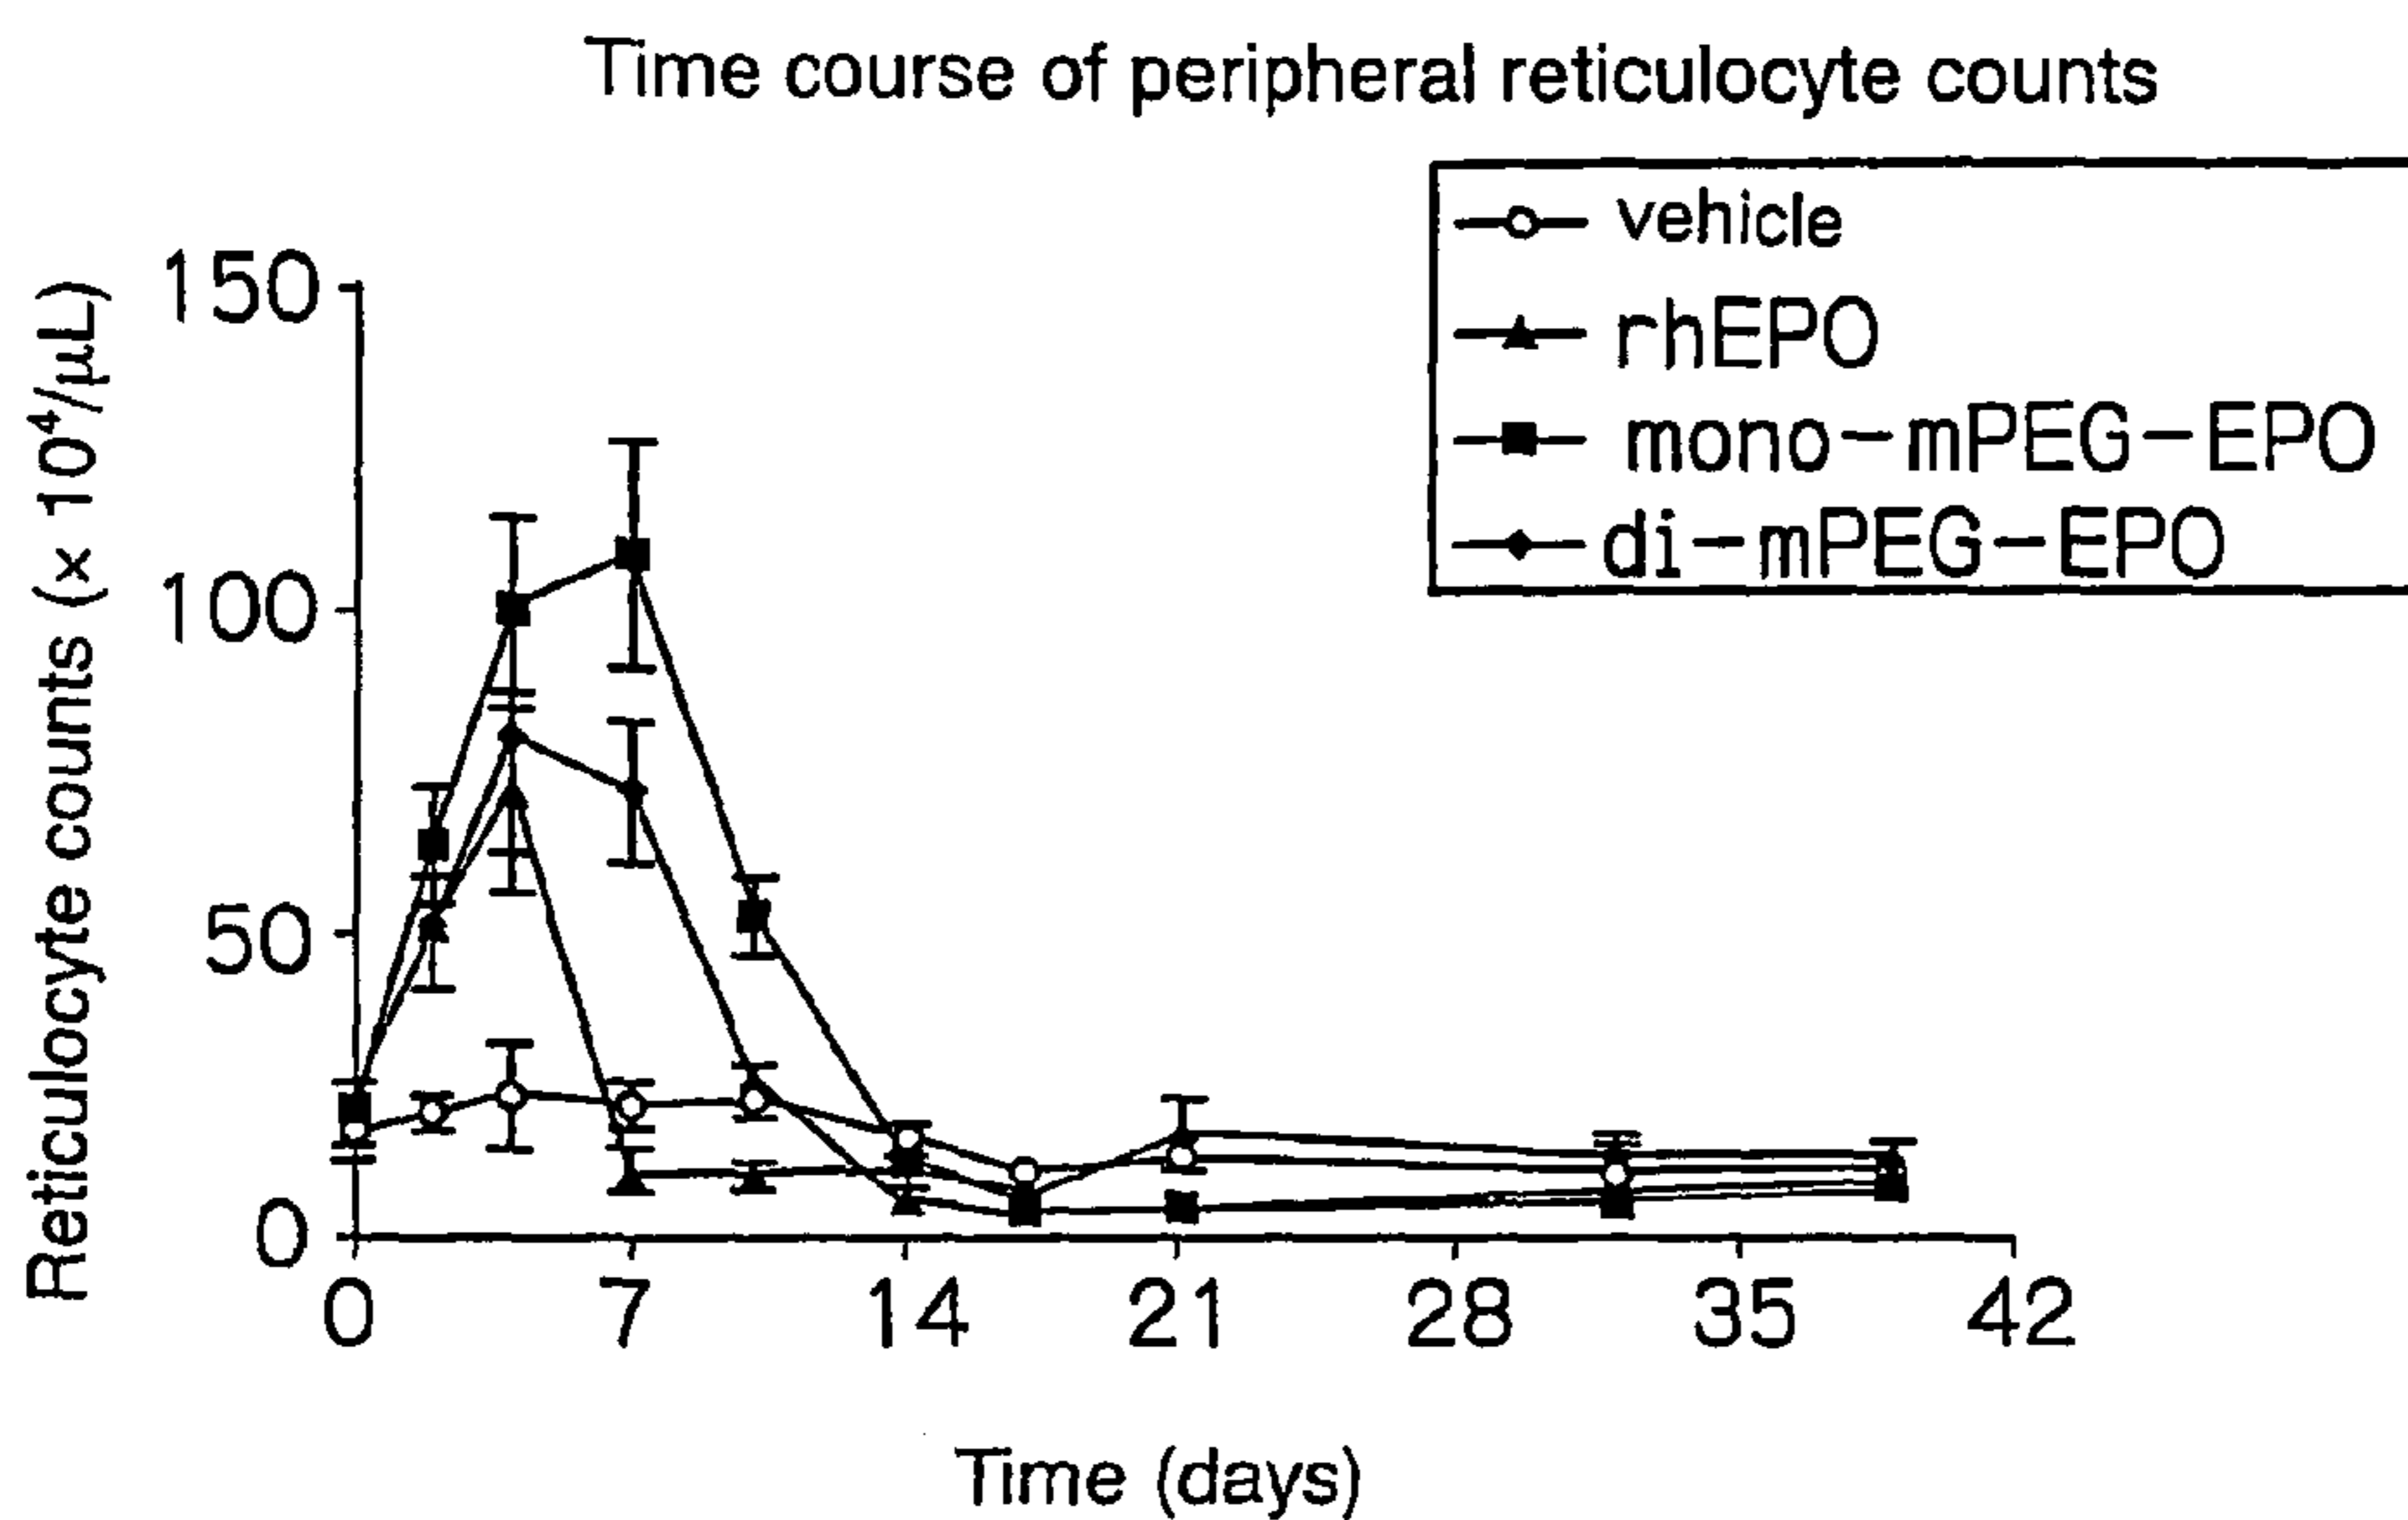 Time course of peripheral reticulocyte counts
vehicle
rhEPO
mono-mPEG-EPO
di-mPEG-EPO
Reticulocyte counts (× 10⁴/μL)
150
100
50
0
0 7 14 21 28 35 42
Time (days)